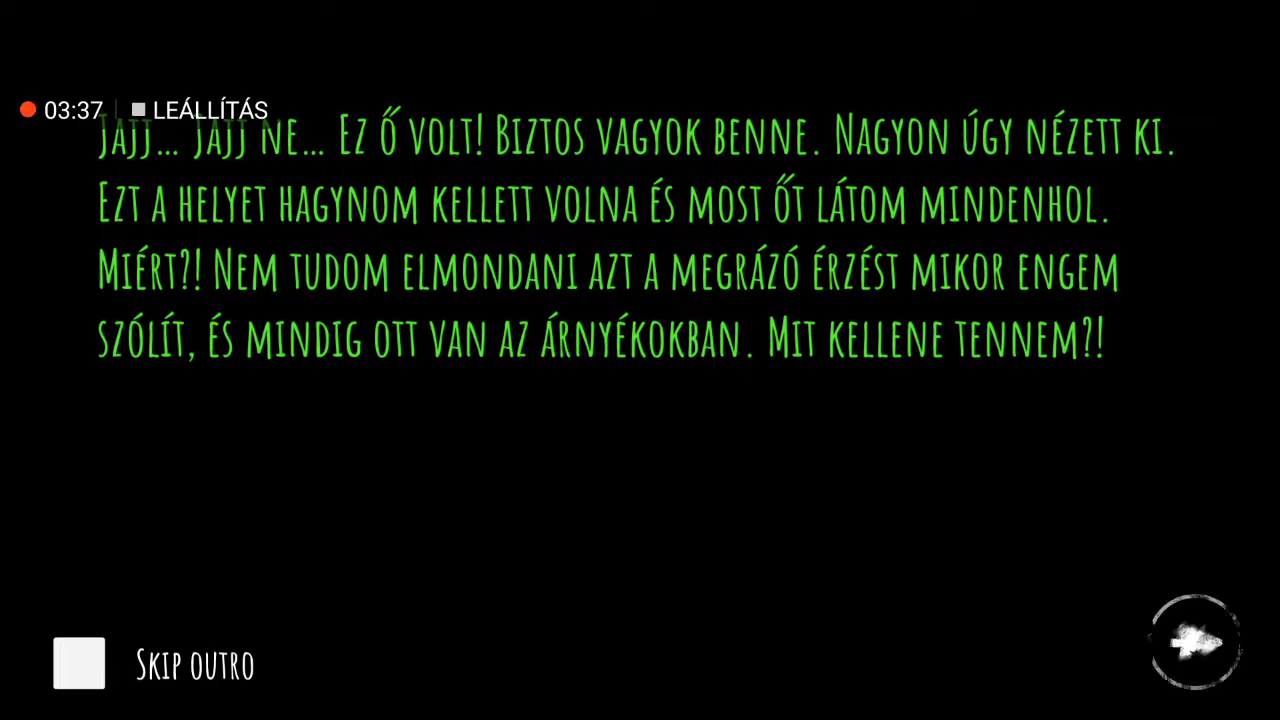 03:37 LEÁLLÍTÁS
Jajj... Jajj ne... Ez ő volt! Biztos vagyok benne. Nagyon úgy nézett ki.
Ezt a helyet hagynom kellett volna és most őt látom mindenhol.
Miért?! Nem tudom elmondani azt a megrázó érzést mikor engem
szólít, és mindig ott van az árnyékokban. Mit kellene tennem?!
Skip outro